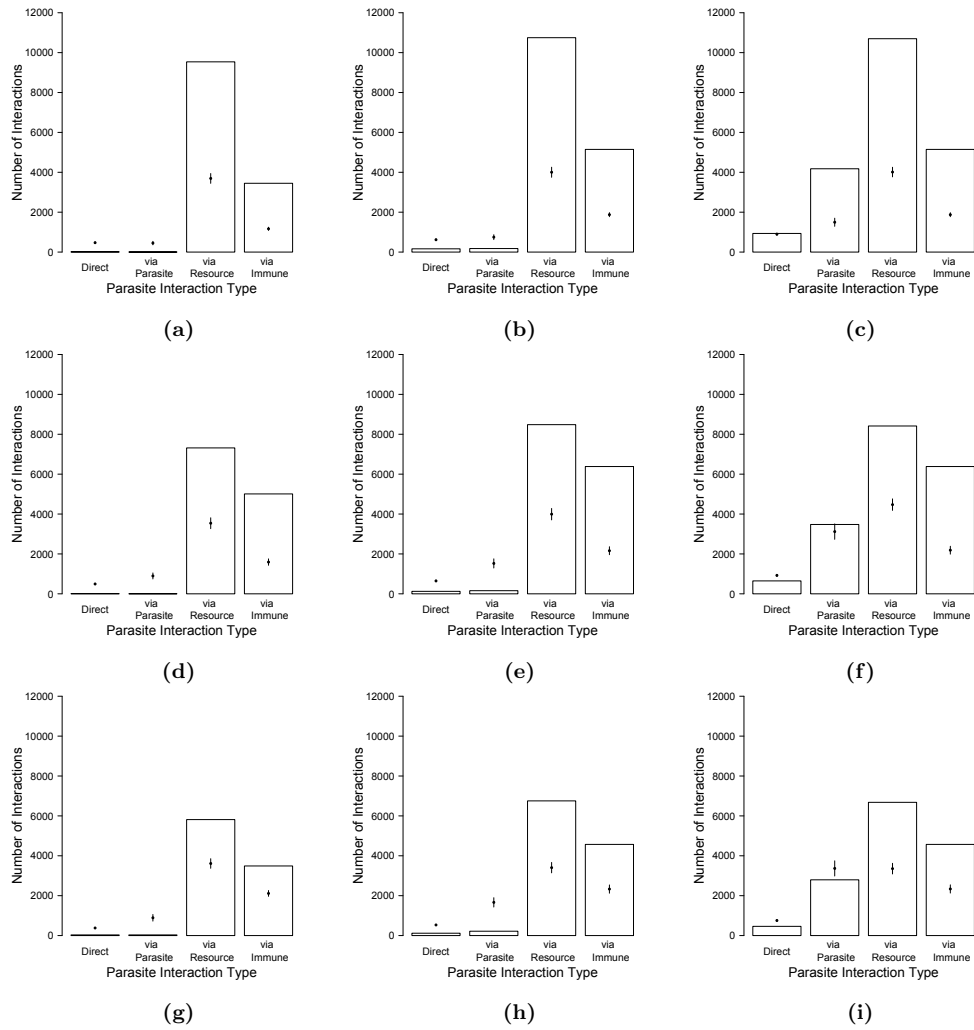 12000
10000
8000
6000
4000
2000
0
Number of Interactions
Direct
via Parasite
via Resource
via Immune
Parasite Interaction Type
(a)
12000
10000
8000
6000
4000
2000
0
Number of Interactions
Direct
via Parasite
via Resource
via Immune
Parasite Interaction Type
(b)
12000
10000
8000
6000
4000
2000
0
Number of Interactions
Direct
via Parasite
via Resource
via Immune
Parasite Interaction Type
(c)
12000
10000
8000
6000
4000
2000
0
Number of Interactions
Direct
via Parasite
via Resource
via Immune
Parasite Interaction Type
(d)
12000
10000
8000
6000
4000
2000
0
Number of Interactions
Direct
via Parasite
via Resource
via Immune
Parasite Interaction Type
(e)
12000
10000
8000
6000
4000
2000
0
Number of Interactions
Direct
via Parasite
via Resource
via Immune
Parasite Interaction Type
(f)
12000
10000
8000
6000
4000
2000
0
Number of Interactions
Direct
via Parasite
via Resource
via Immune
Parasite Interaction Type
(g)
12000
10000
8000
6000
4000
2000
0
Number of Interactions
Direct
via Parasite
via Resource
via Immune
Parasite Interaction Type
(h)
12000
10000
8000
6000
4000
2000
0
Number of Interactions
Direct
via Parasite
via Resource
via Immune
Parasite Interaction Type
(i)